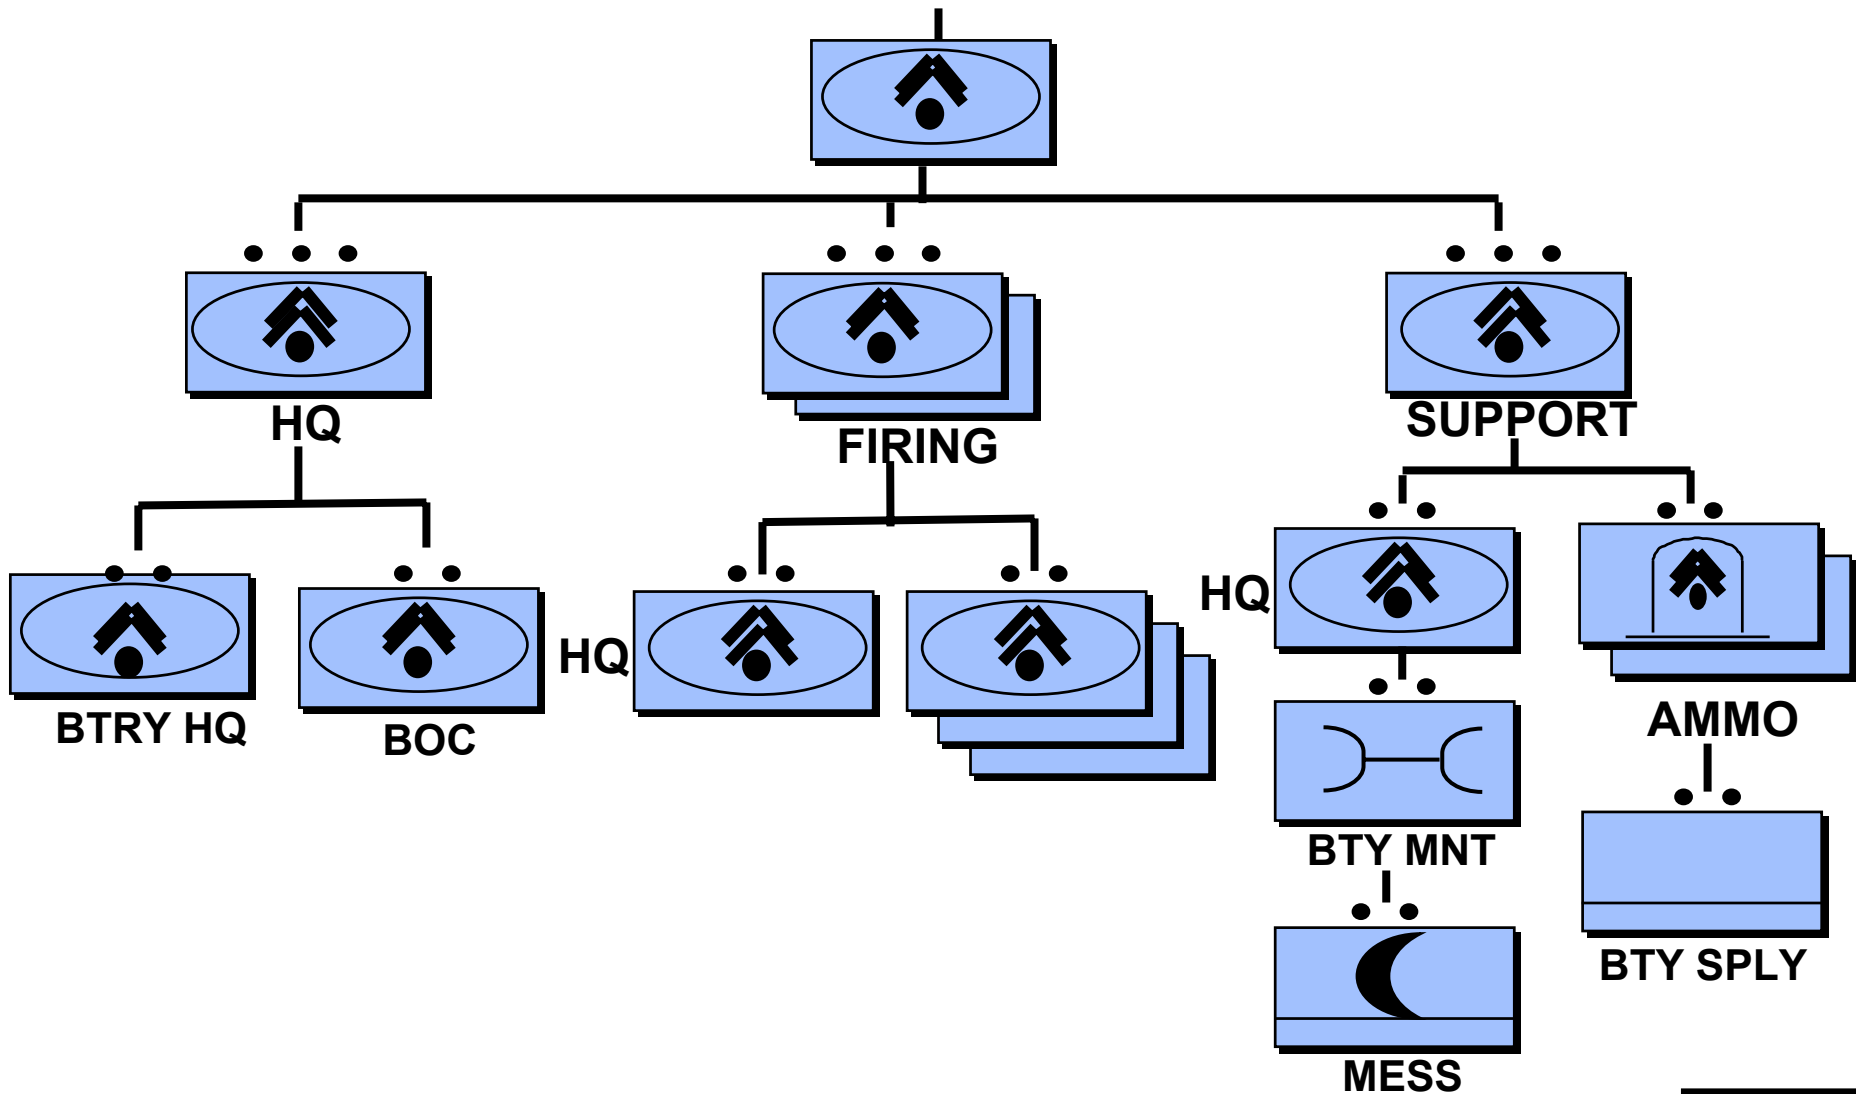 HQ
FIRING
SUPPORT
BTRY HQ
BOC
HQ
HQ
AMMO
BTY MNT
BTY SPLY
MESS